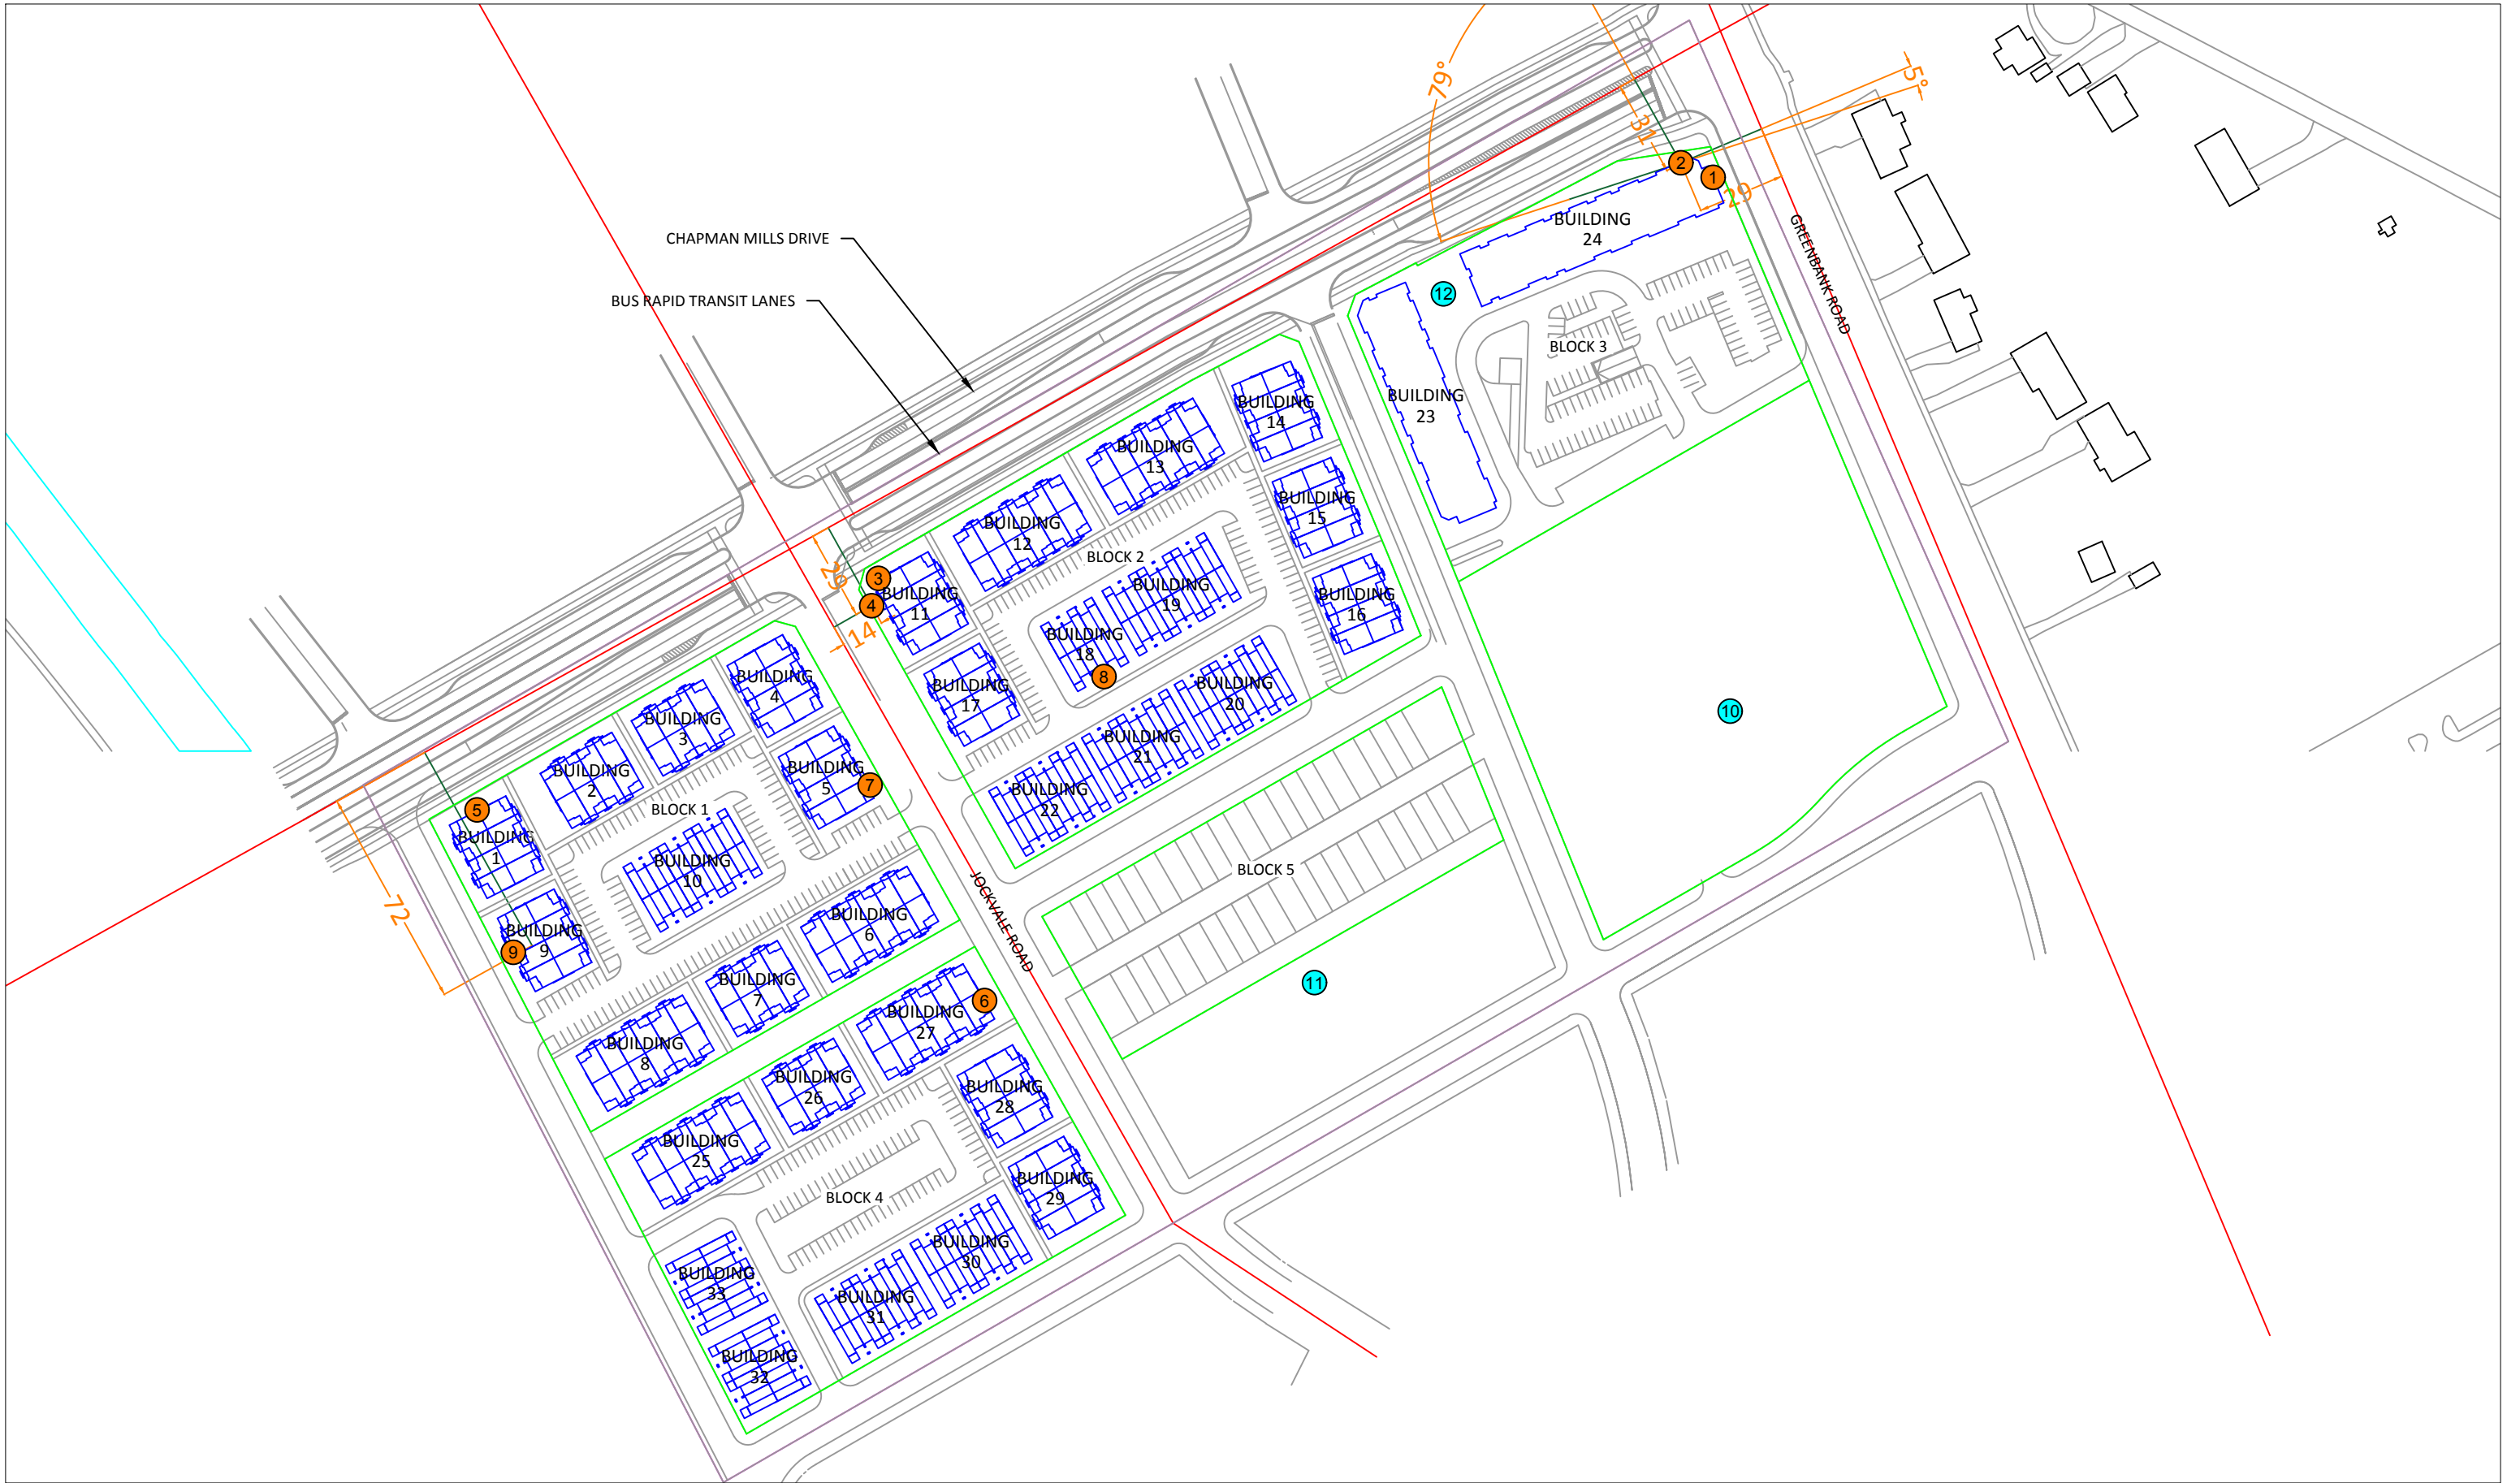 79°
5°
31
2
1
29
BUILDING
24
CHAPMAN MILLS DRIVE
GREENBANK ROAD
BUS RAPID TRANSIT LANES
12
BLOCK 3
BUILDING
23
BUILDING
14
BUILDING
13
BUILDING
15
BUILDING
12
BLOCK 2
29
3
BUILDING
11
4
14
BUILDING
19
BUILDING
16
BUILDING
18
8
BUILDING
17
BUILDING
20
BUILDING
21
BUILDING
22
10
BUILDING
4
BUILDING
3
BUILDING
2
BUILDING
5
7
5
BUILDING
1
BLOCK 1
BUILDING
10
BLOCK 5
JOCKVALE ROAD
72
BUILDING
9
9
BUILDING
6
BUILDING
7
BUILDING
8
11
6
BUILDING
27
BUILDING
26
BUILDING
25
BUILDING
28
BUILDING
29
BLOCK 4
BUILDING
30
BUILDING
31
BUILDING
33
BUILDING
32